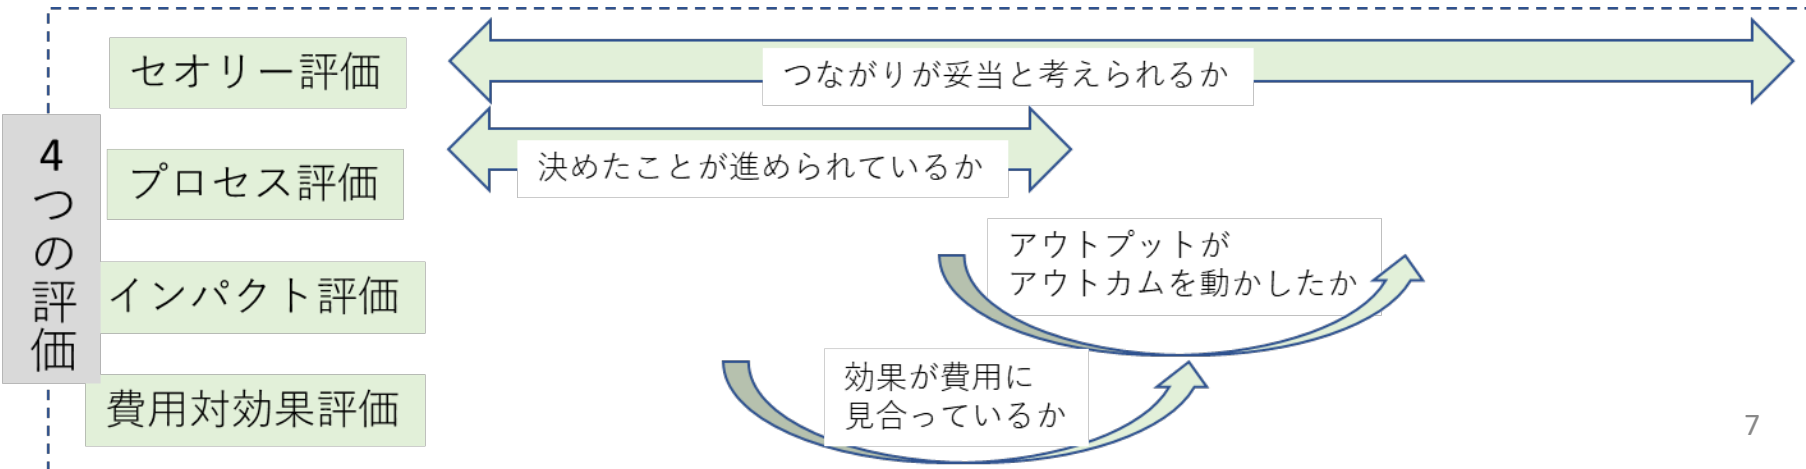 4つの評価
セオリー評価
つながりが妥当と考えられるか
プロセス評価
決めたことが進められているか
インパクト評価
アウトプットが
アウトカムを動かしたか
費用対効果評価
効果が費用に
見合っているか
7